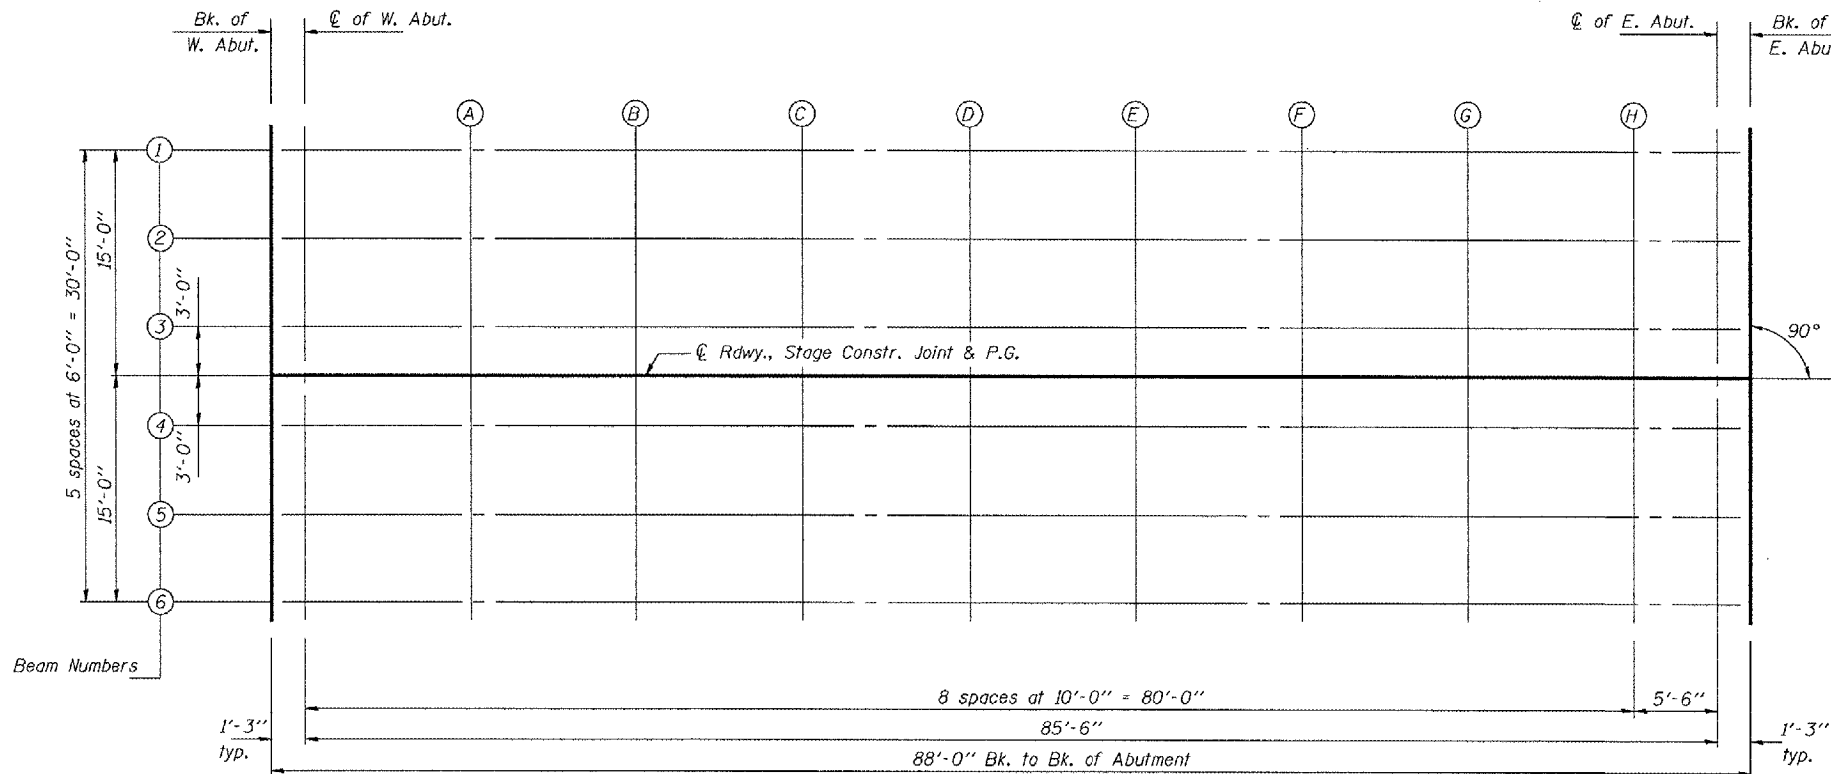 Bk. of
W. Abut.
℄ of W. Abut.
℄ of E. Abut.
Bk. of
E. Abu
A
B
C
D
E
F
G
H
1
2
3
4
5
6
5 spaces at 6'-0" = 30'-0"
15'-0"
15'-0"
3'-0"
3'-0"
℄ Rdwy., Stage Constr. Joint & P.G.
90°
Beam Numbers
8 spaces at 10'-0" = 80'-0"
5'-6"
1'-3"
typ.
85'-6"
1'-3"
typ.
88'-0" Bk. to Bk. of Abutment